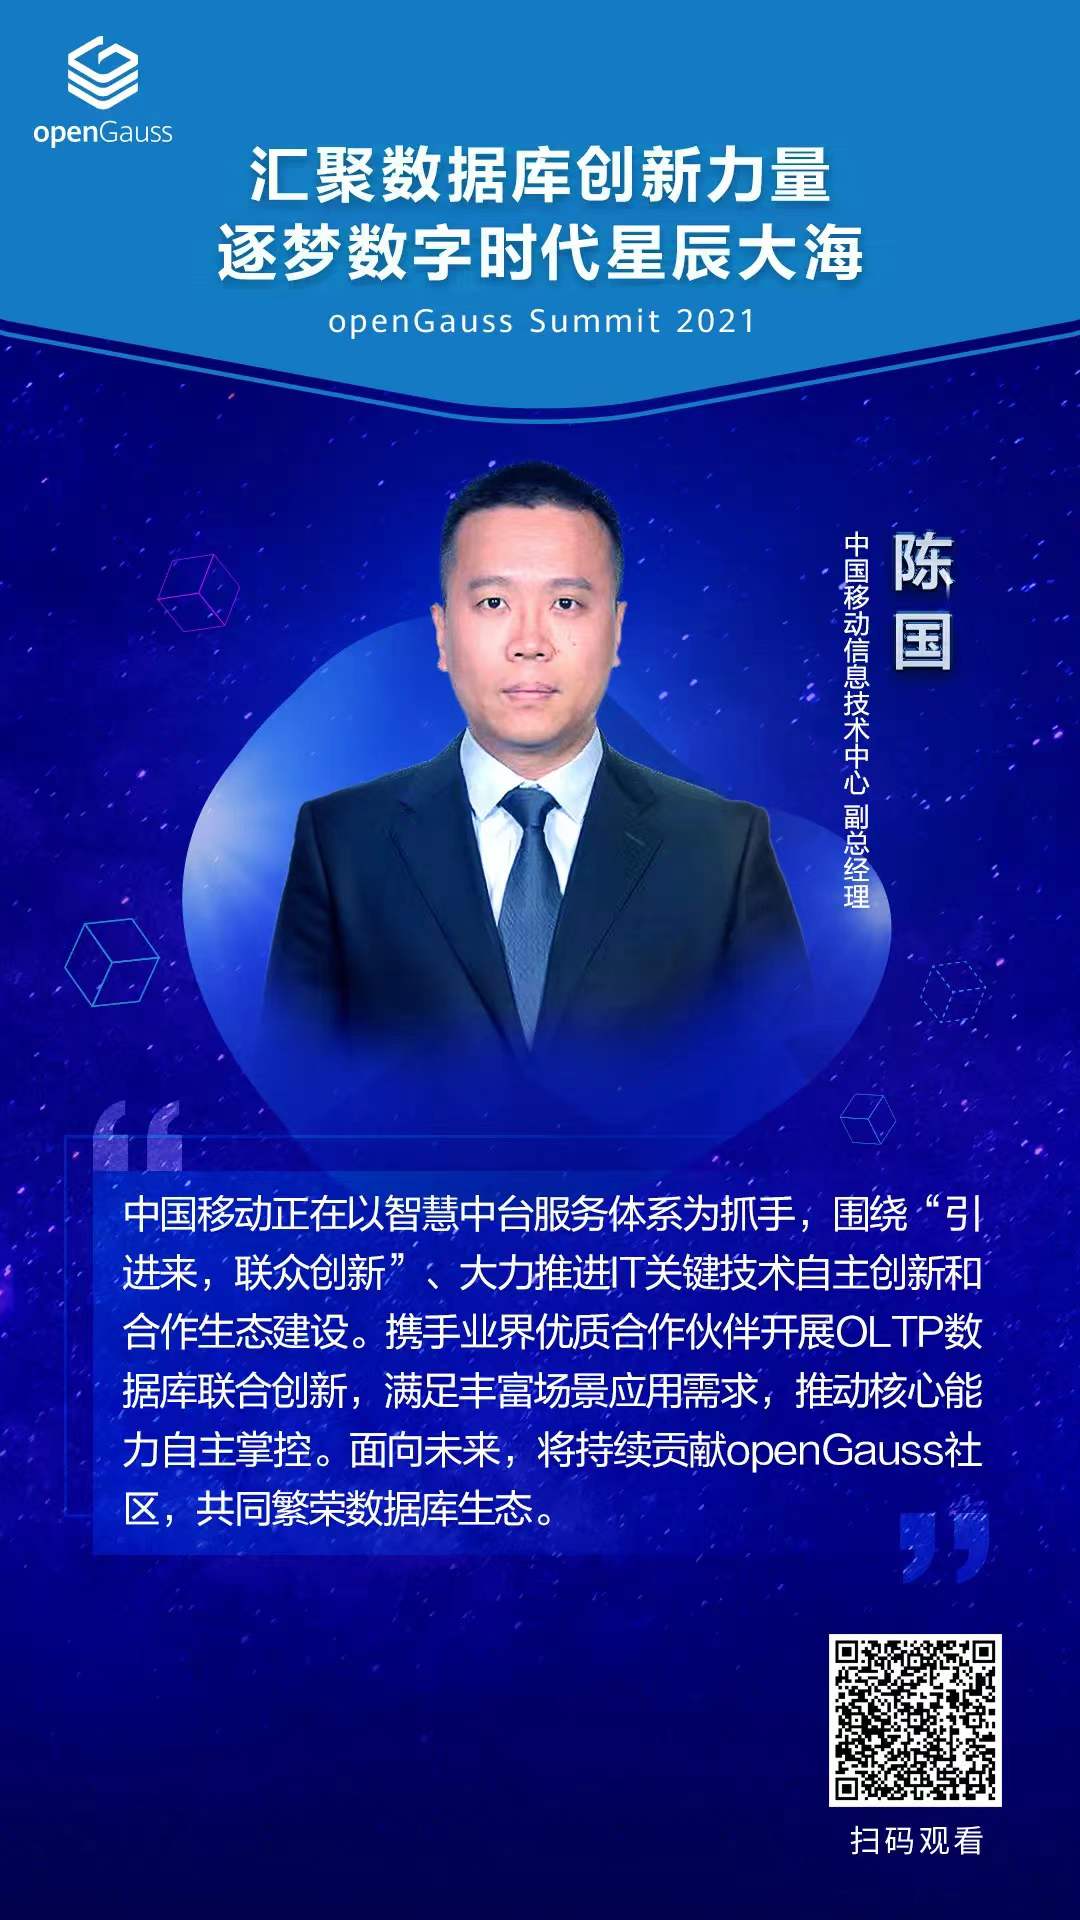 openGauss
汇聚数据库创新力量
逐梦数字时代星辰大海
openGauss Summit 2021
陈国
中国移动信息技术中心 副总经理
中国移动正在以智慧中台服务体系为抓手，围绕“引
进来，联众创新”、大力推进IT关键技术自主创新和
合作生态建设。携手业界优质合作伙伴开展OLTP数
据库联合创新，满足丰富场景应用需求，推动核心能
力自主掌控。面向未来，将持续贡献openGauss社
区，共同繁荣数据库生态。
扫码观看